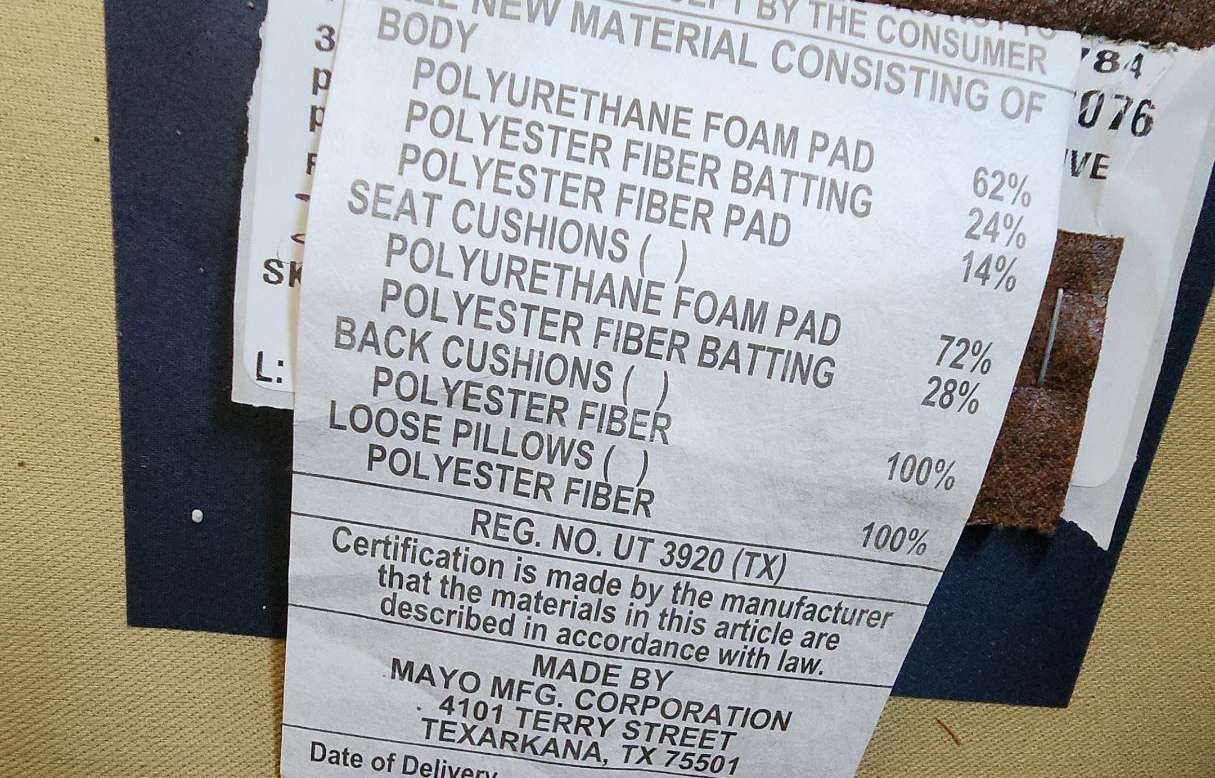 BY THE CONSUMER
NEW MATERIAL CONSISTING OF
BODY
POLYURETHANE FOAM PAD 62%
POLYESTER FIBER BATTING 24%
POLYESTER FIBER PAD 14%
SEAT CUSHIONS ( )
POLYURETHANE FOAM PAD 72%
POLYESTER FIBER BATTING 28%
BACK CUSHIONS ( )
POLYESTER FIBER 100%
LOOSE PILLOWS ( )
POLYESTER FIBER 100%
REG. NO. UT 3920 (TX)
Certification is made by the manufacturer
that the materials in this article are
described in accordance with law.
MADE BY
MAYO MFG. CORPORATION
4101 TERRY STREET
TEXARKANA, TX 75501
Date of Delivery
3
p
p
SK
L:
784
076
VE